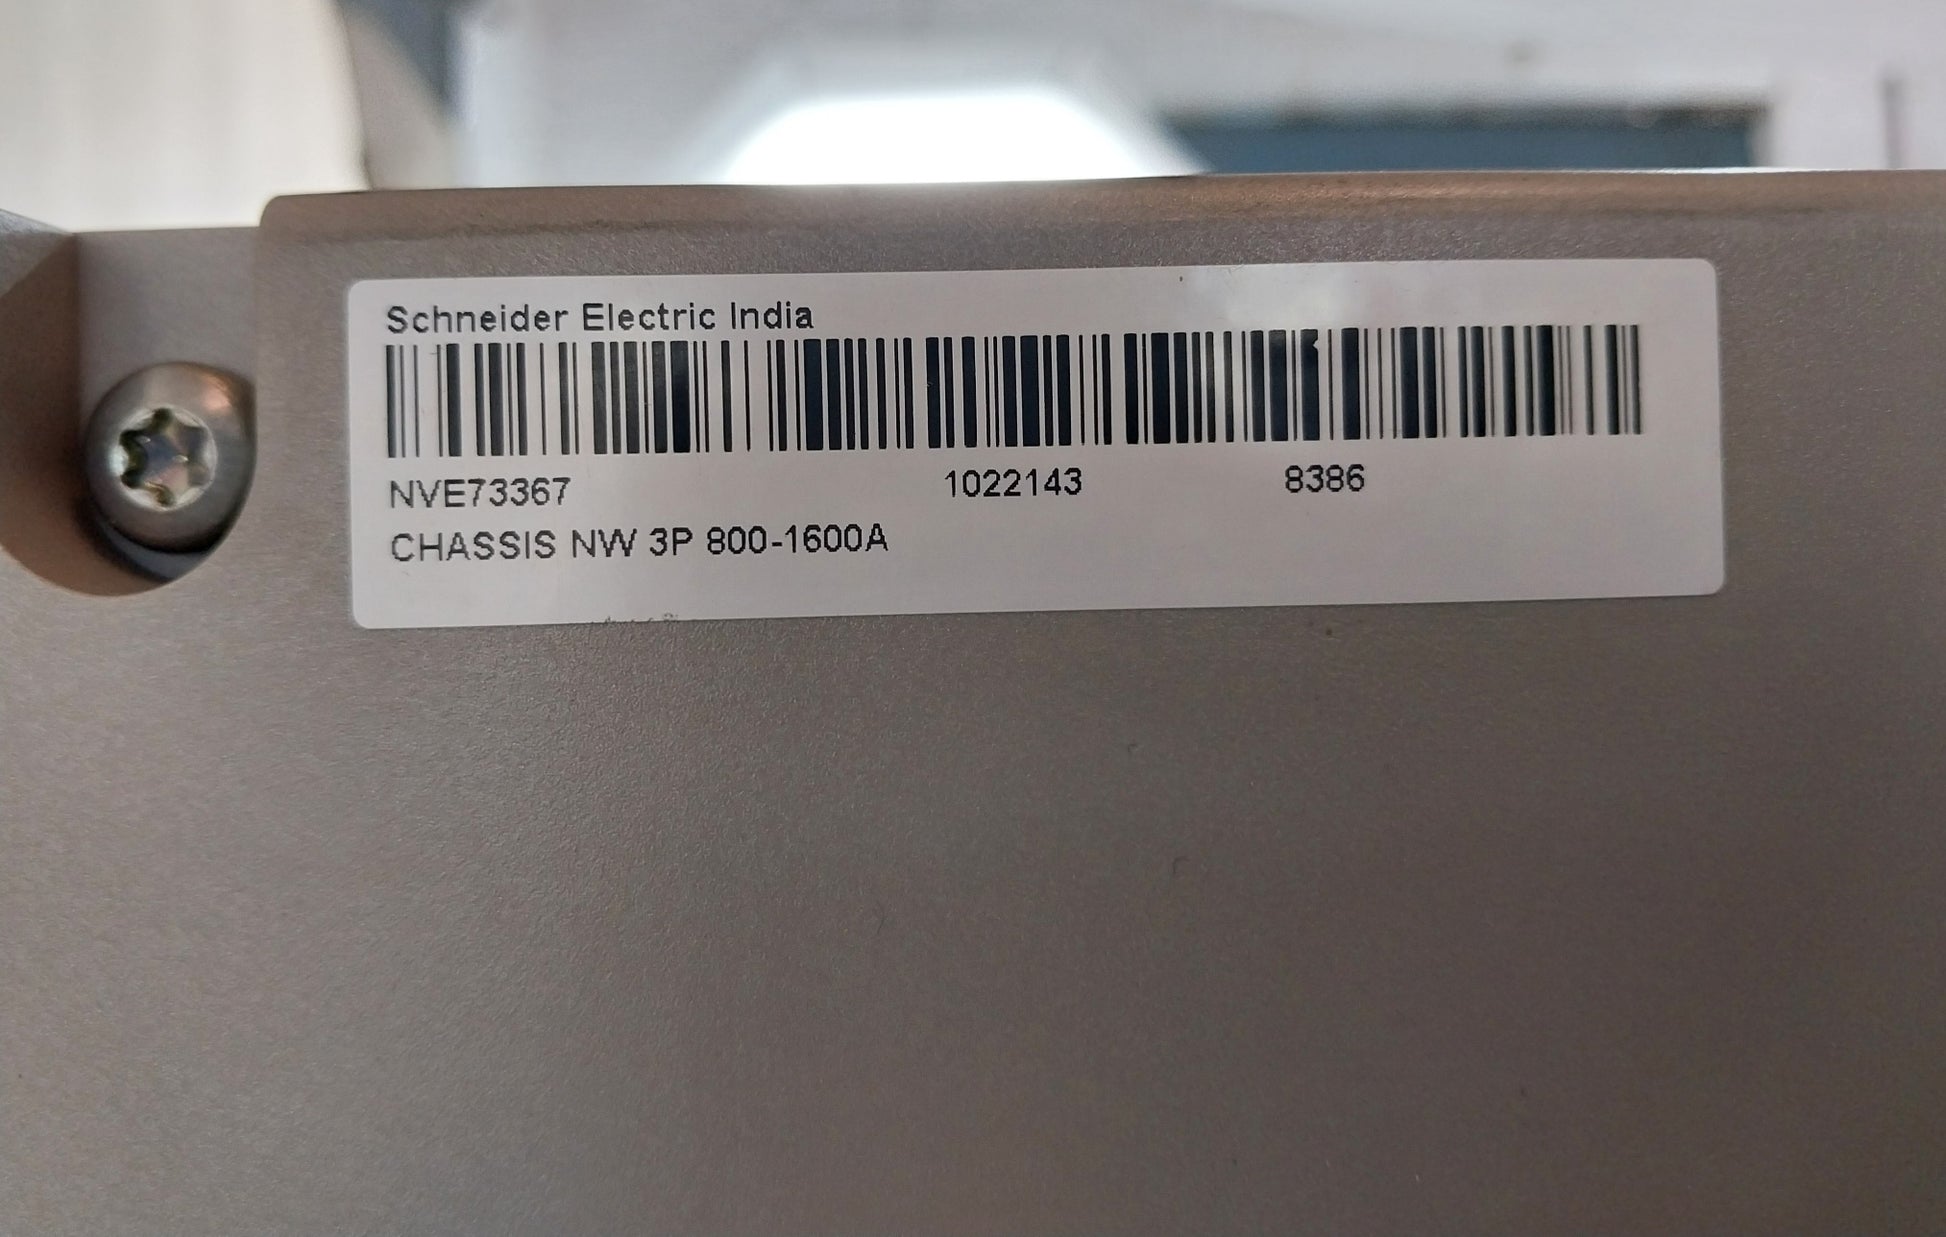 Schneider Electric India
NVE73367 1022143 8386
CHASSIS NW 3P 800-1600A